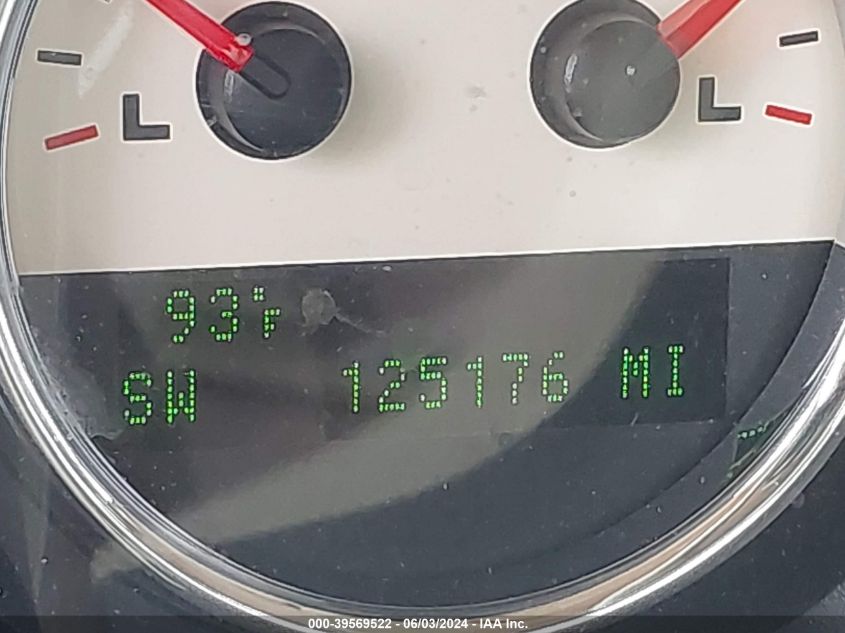 L L
93°F
SW 125176 MI
000-39569522 - 06/03/2024 - IAA Inc.